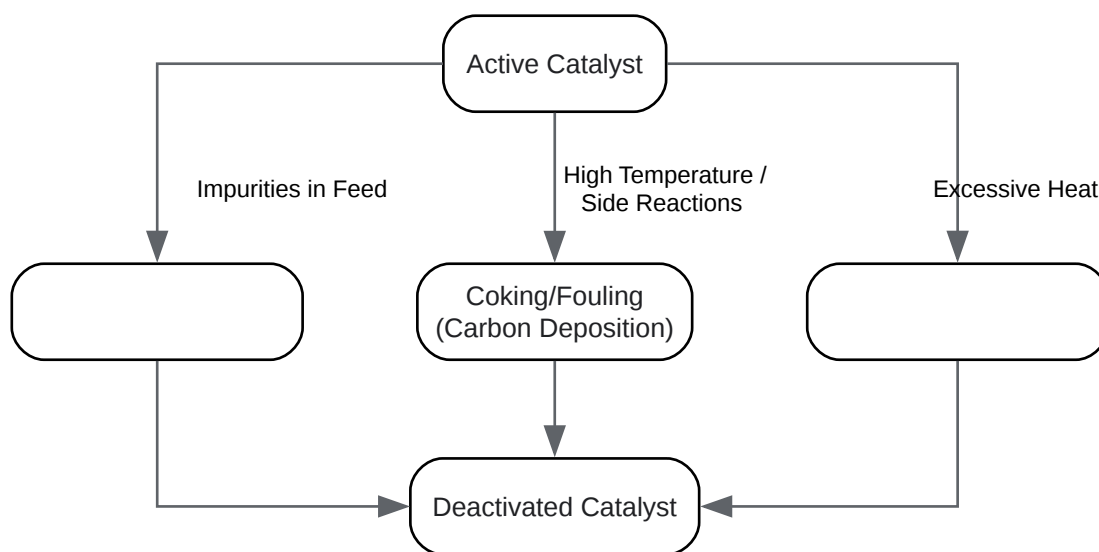 Active Catalyst
Impurities in Feed
High Temperature /
Side Reactions
Excessive Heat
Coking/Fouling
(Carbon Deposition)
Deactivated Catalyst